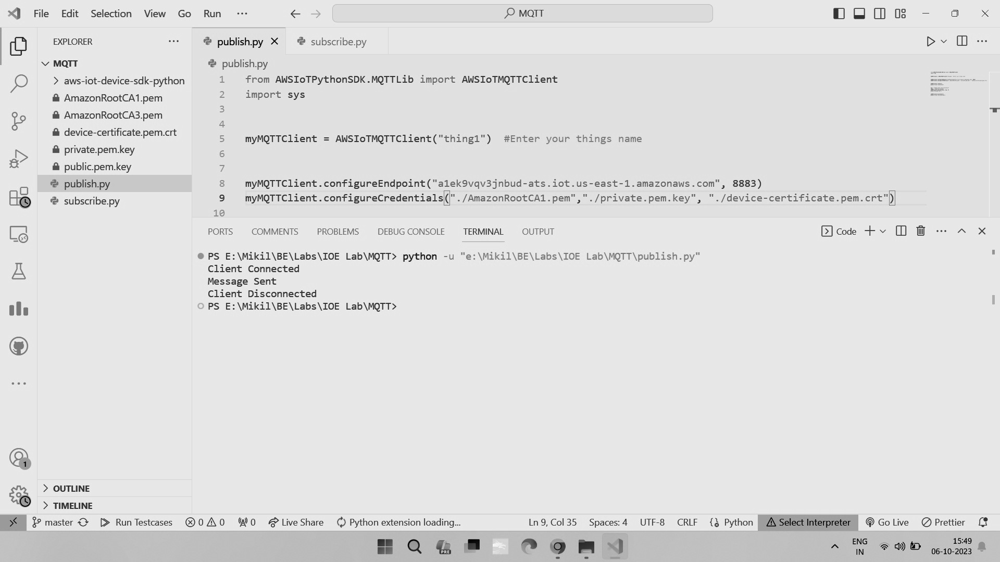 File Edit Selection View Go Run ···
MQTT
EXPLORER
MQTT
aws-iot-device-sdk-python
AmazonRootCA1.pem
AmazonRootCA3.pem
device-certificate.pem.crt
private.pem.key
public.pem.key
publish.py
subscribe.py
OUTLINE
TIMELINE
1
publish.py subscribe.py
publish.py
1 from AWSIoTPythonSDK.MQTTLib import AWSIoTMQTTClient
2 import sys
3
4
5 myMQTTClient = AWSIoTMQTTClient("thing1")  #Enter your things name
6
7
8 myMQTTClient.configureEndpoint("a1ek9vqv3jnbud-ats.iot.us-east-1.amazonaws.com", 8883)
9 myMQTTClient.configureCredentials("./AmazonRootCA1.pem","./private.pem.key", "./device-certificate.pem.crt")
10
PORTS COMMENTS PROBLEMS DEBUG CONSOLE TERMINAL OUTPUT Code
PS E:\Mikil\BE\Labs\IOE Lab\MQTT> python -u "e:\Mikil\BE\Labs\IOE Lab\MQTT\publish.py"
Client Connected
Message Sent
Client Disconnected
PS E:\Mikil\BE\Labs\IOE Lab\MQTT>
master Run Testcases 0 0 0 Live Share Python extension loading... Ln 9, Col 35 Spaces: 4 UTF-8 CRLF Python Select Interpreter Go Live Prettier
PRE
ENG
IN
15:49
06-10-2023